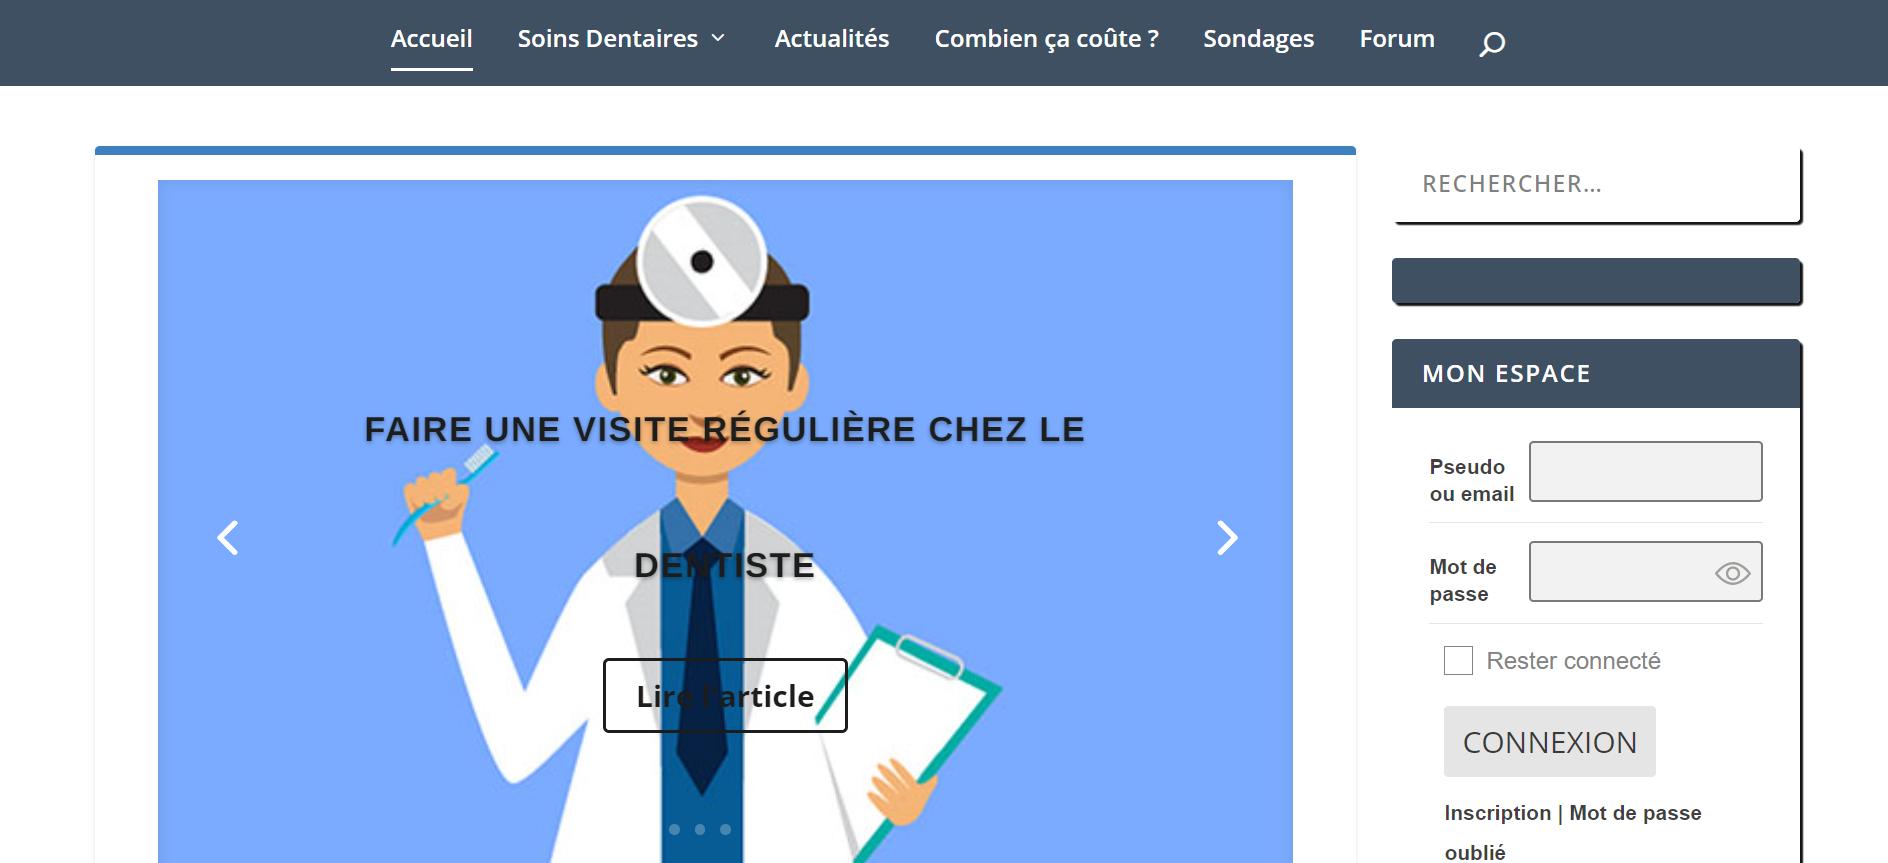 Accueil Soins Dentaires Actualités Combien ça coûte ? Sondages Forum
FAIRE UNE VISITE RÉGULIÈRE CHEZ LE
DENTISTE
Lire l'article
RECHERCHER...
MON ESPACE
Pseudo
ou email
Mot de
passe
Rester connecté
CONNEXION
Inscription | Mot de passe
oublié